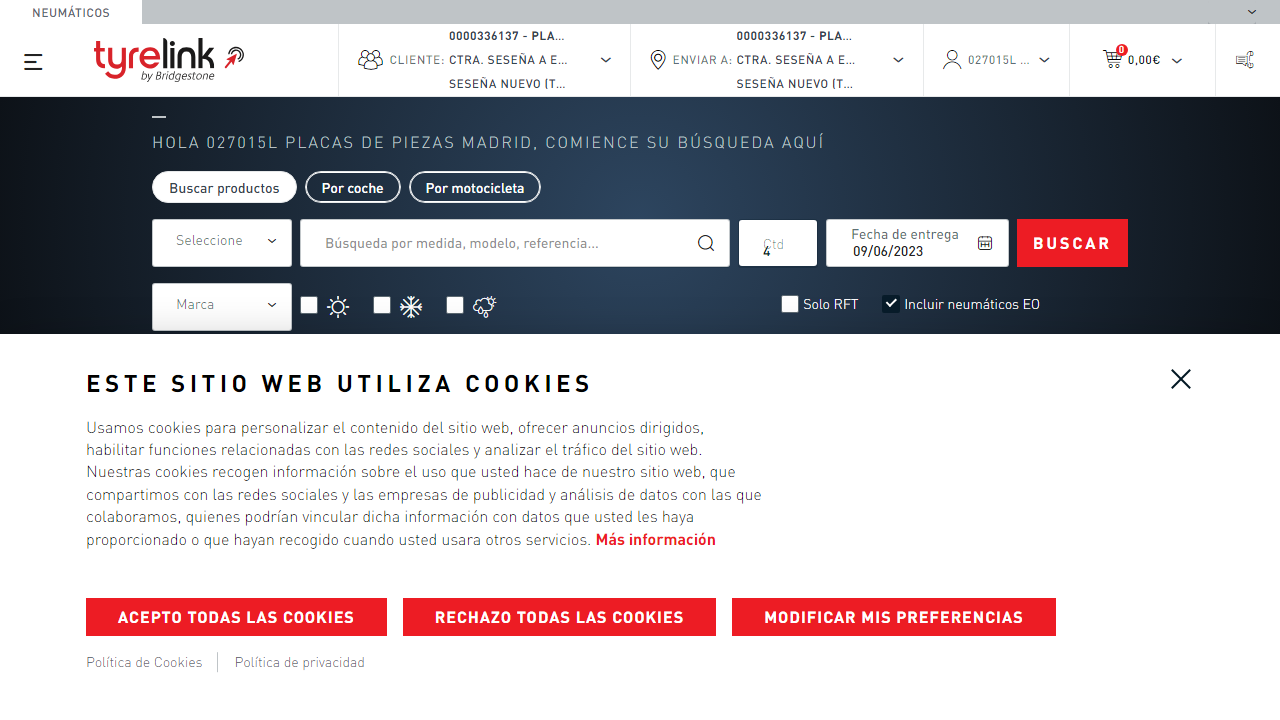 NEUMÁTICOS
tyrelink
by Bridgestone
CLIENTE:
0000336137 - PLA...
CTRA. SESEÑA A E...
SESEÑA NUEVO (T...
ENVIAR A:
0000336137 - PLA...
CTRA. SESEÑA A E...
SESEÑA NUEVO (T...
027015L ...
0
0,00€
HOLA 027015L PLACAS DE PIEZAS MADRID, COMIENCE SU BÚSQUEDA AQUÍ
Buscar productos
Por coche
Por motocicleta
Seleccione
Búsqueda por medida, modelo, referencia...
Ctd
4
Fecha de entrega
09/06/2023
BUSCAR
Marca
Solo RFT
Incluir neumáticos EO
ESTE SITIO WEB UTILIZA COOKIES
Usamos cookies para personalizar el contenido del sitio web, ofrecer anuncios dirigidos,
habilitar funciones relacionadas con las redes sociales y analizar el tráfico del sitio web.
Nuestras cookies recogen información sobre el uso que usted hace de nuestro sitio web, que
compartimos con las redes sociales y las empresas de publicidad y análisis de datos con las que
colaboramos, quienes podrían vincular dicha información con datos que usted les haya
proporcionado o que hayan recogido cuando usted usara otros servicios. Más información
ACEPTO TODAS LAS COOKIES
RECHAZO TODAS LAS COOKIES
MODIFICAR MIS PREFERENCIAS
Política de Cookies
Política de privacidad